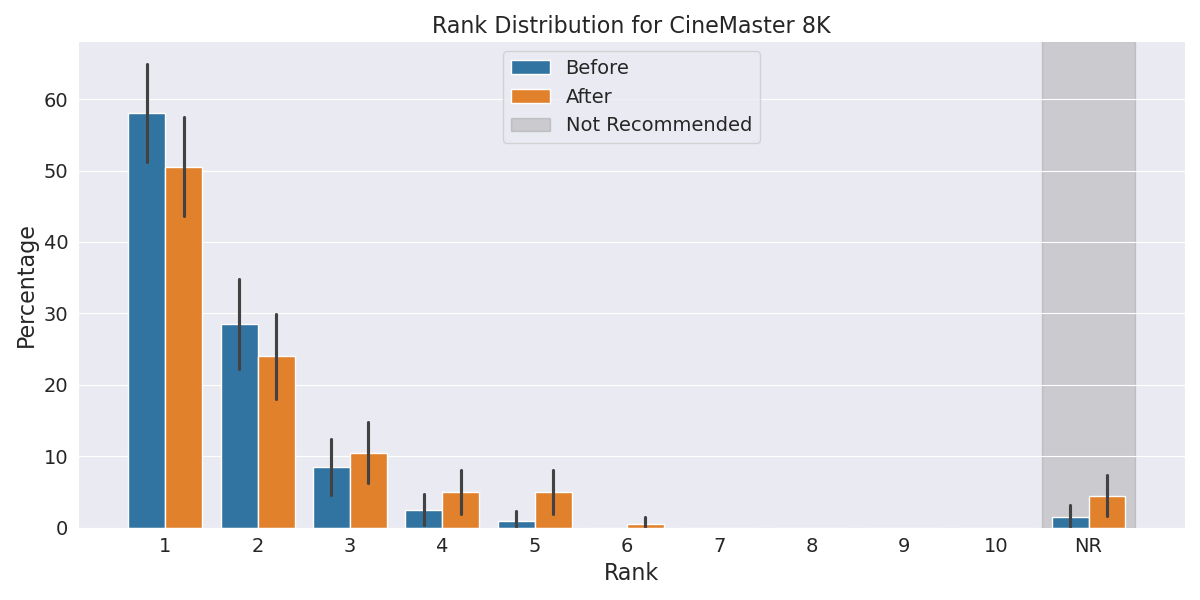 Rank Distribution for CineMaster 8K
Before
After
Not Recommended
Percentage
60
50
40
30
20
10
0
1 2 3 4 5 6 7 8 9 10 NR
Rank